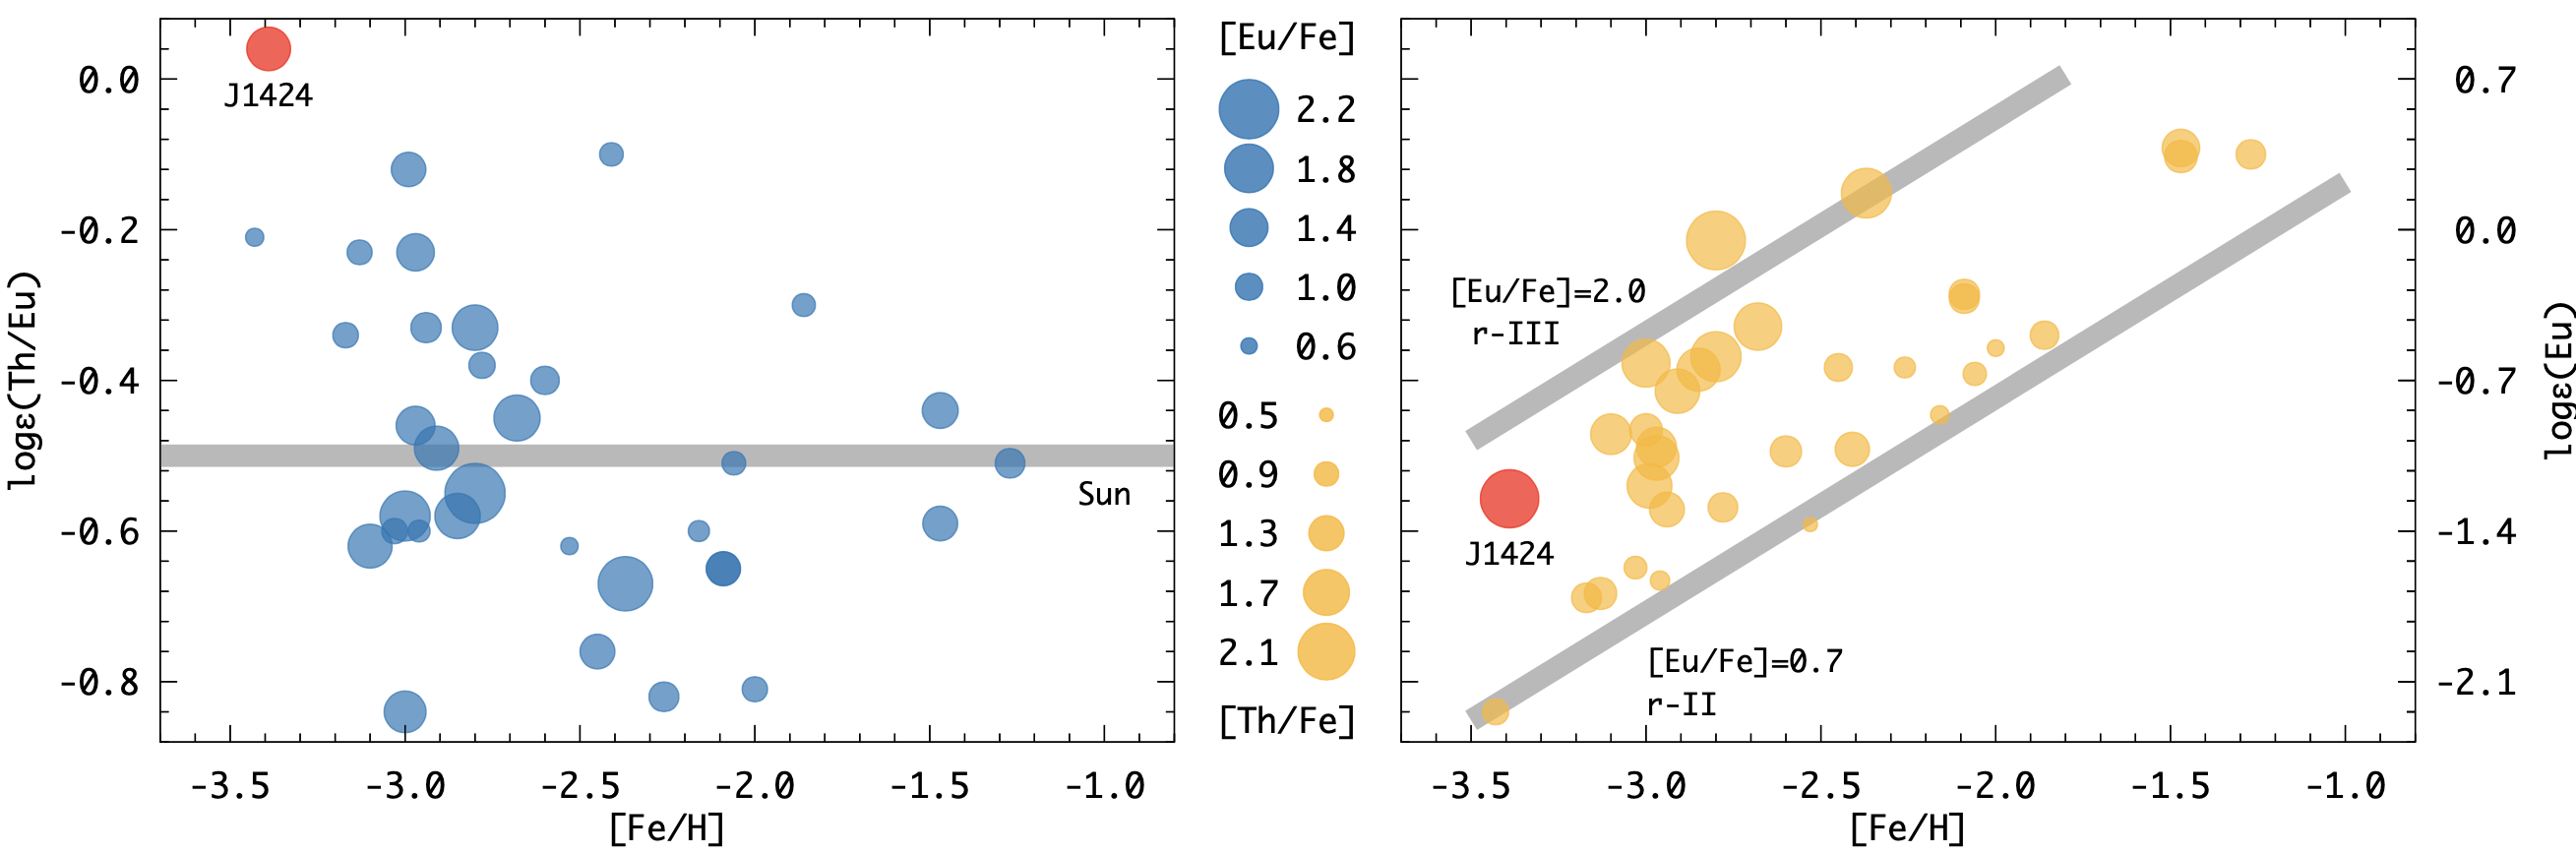 logε(Th/Eu)
0.0
-0.2
-0.4
-0.6
-0.8
J1424
Sun
-3.5 -3.0 -2.5 -2.0 -1.5 -1.0
[Fe/H]
[Eu/Fe]
2.2
1.8
1.4
1.0
0.6
0.5
0.9
1.3
1.7
2.1
[Th/Fe]
[Eu/Fe]=2.0
r-III
J1424
[Eu/Fe]=0.7
r-II
-3.5 -3.0 -2.5 -2.0 -1.5 -1.0
[Fe/H]
0.7
0.0
-0.7
-1.4
-2.1
logε(Eu)